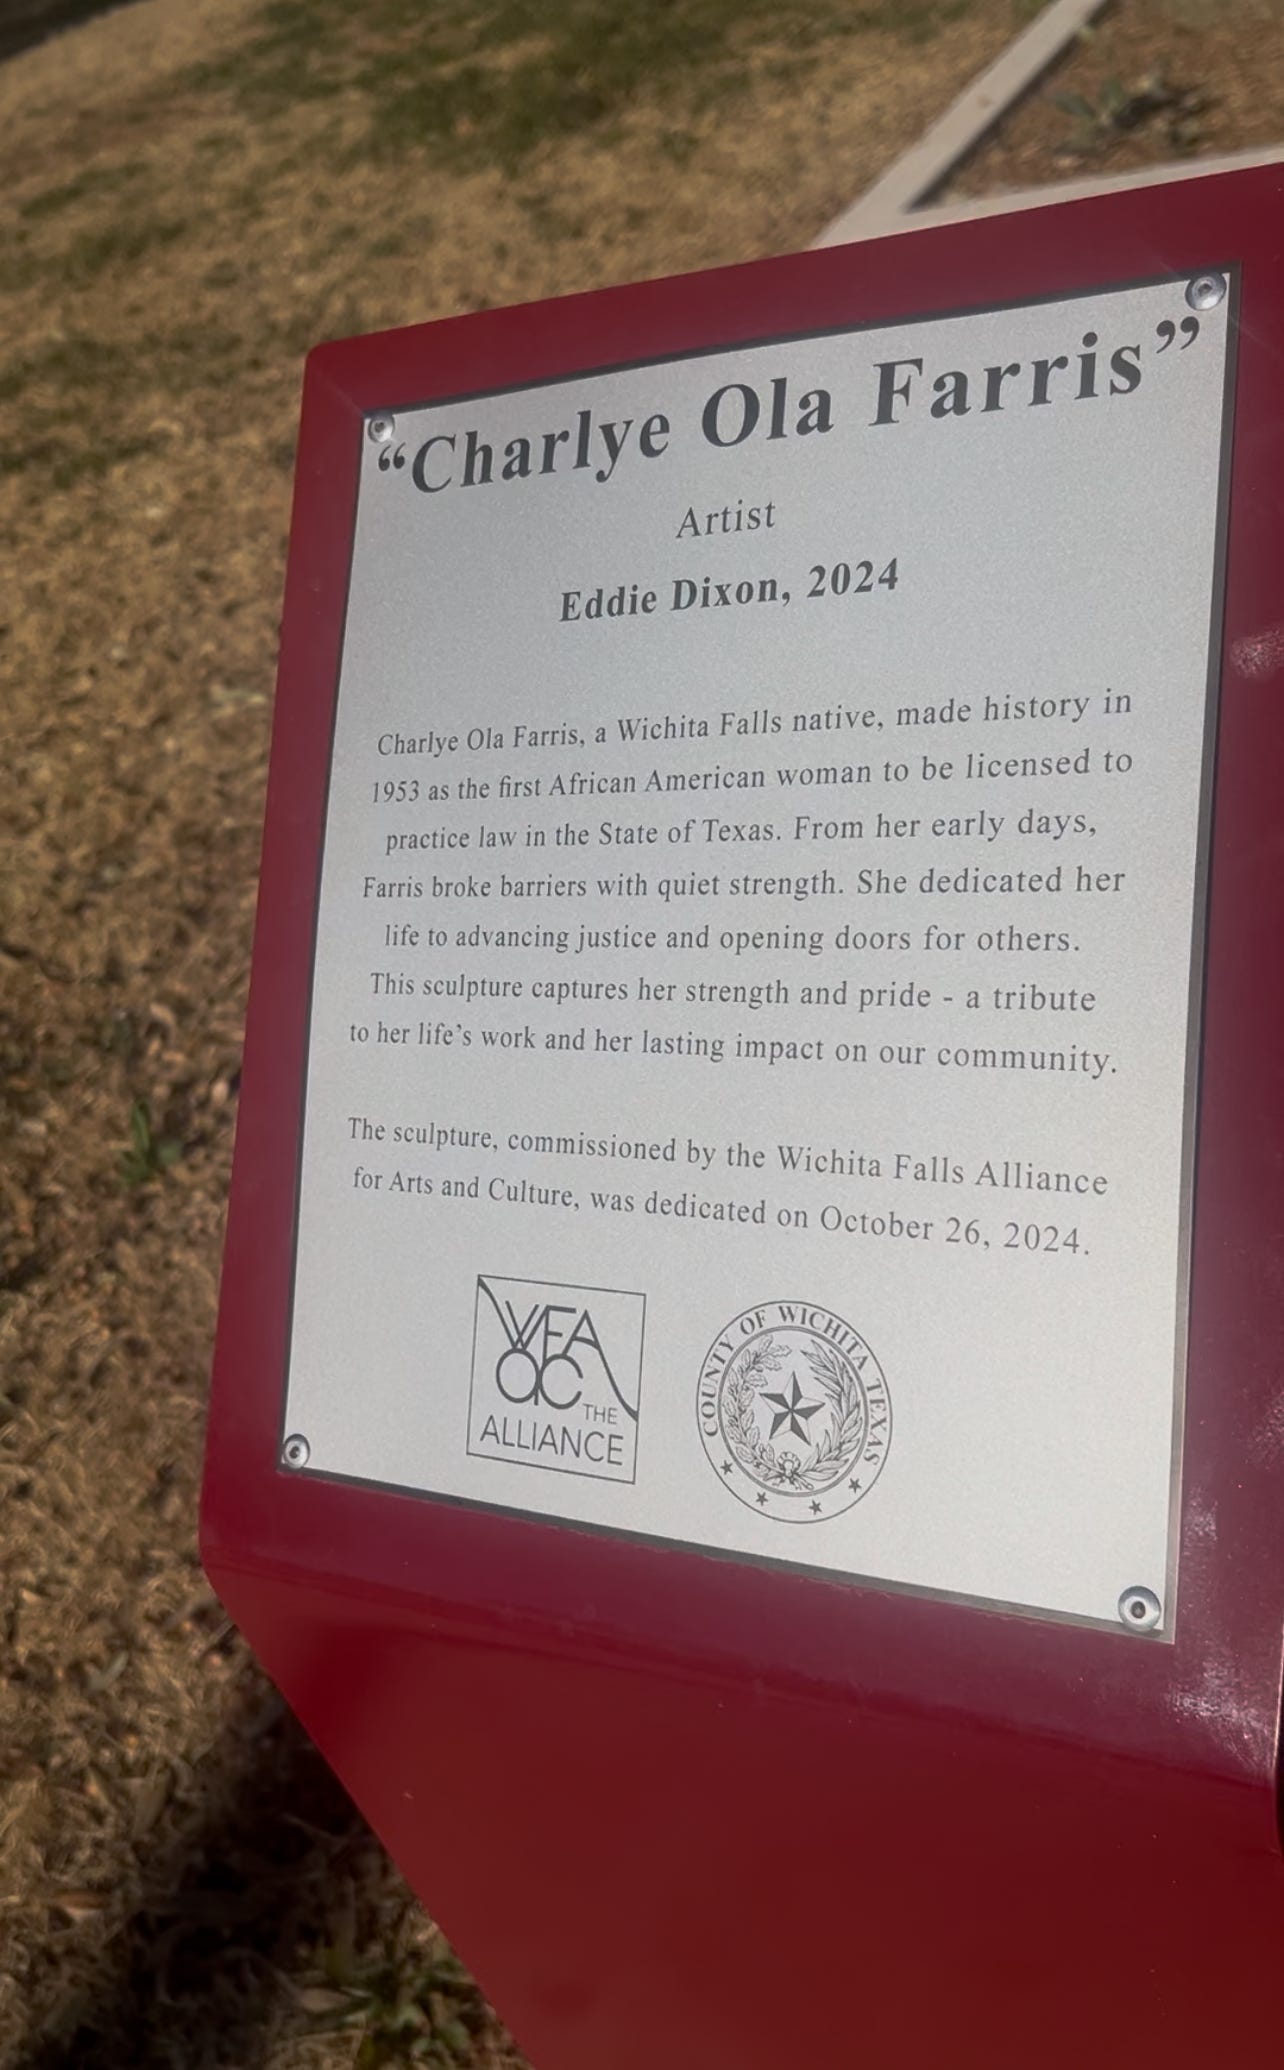 “Charlye Ola Farris”
Artist
Eddie Dixon, 2024
Charlye Ola Farris, a Wichita Falls native, made history in
1953 as the first African American woman to be licensed to
practice law in the State of Texas. From her early days,
Farris broke barriers with quiet strength. She dedicated her
life to advancing justice and opening doors for others.
This sculpture captures her strength and pride - a tribute
to her life’s work and her lasting impact on our community.
The sculpture, commissioned by the Wichita Falls Alliance
for Arts and Culture, was dedicated on October 26, 2024.
WFA
AC THE
ALLIANCE
COUNTY OF WICHITA TEXAS